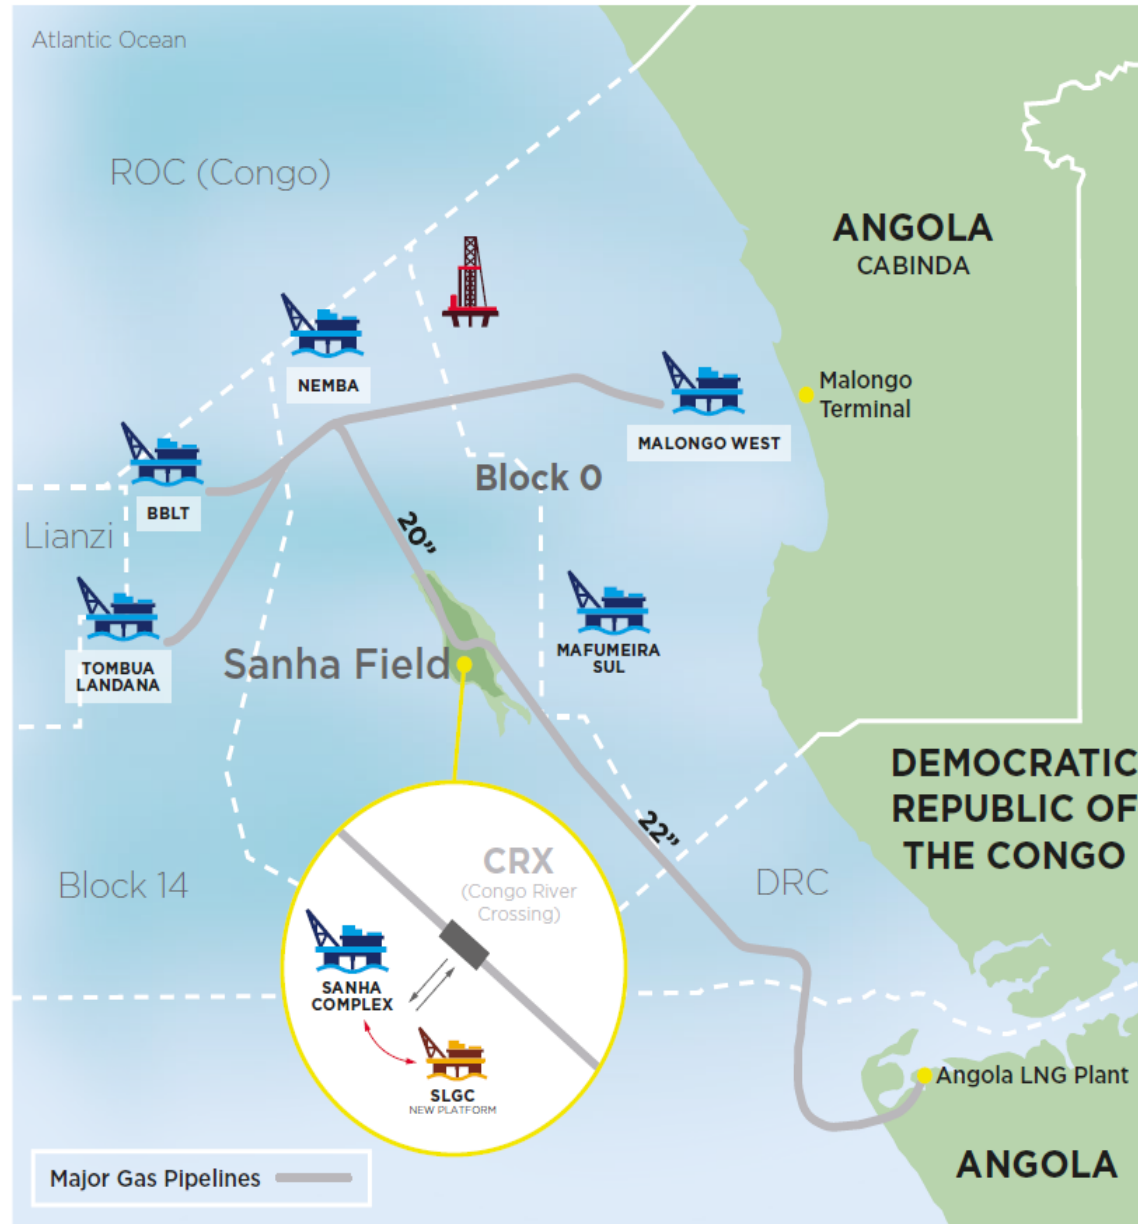 Atlantic Ocean
ROC (Congo)
ANGOLA
CABINDA
NEMBA
Malongo
Terminal
MALONGO WEST
Block 0
BBLT
Lianzi
20”
MAFUMEIRA
SUL
Sanha Field
TOMBUA
LANDANA
DEMOCRATIC
REPUBLIC OF
THE CONGO
22”
CRX
(Congo River
Crossing)
DRC
Block 14
SANHA
COMPLEX
SLGC
NEW PLATFORM
Angola LNG Plant
ANGOLA
Major Gas Pipelines